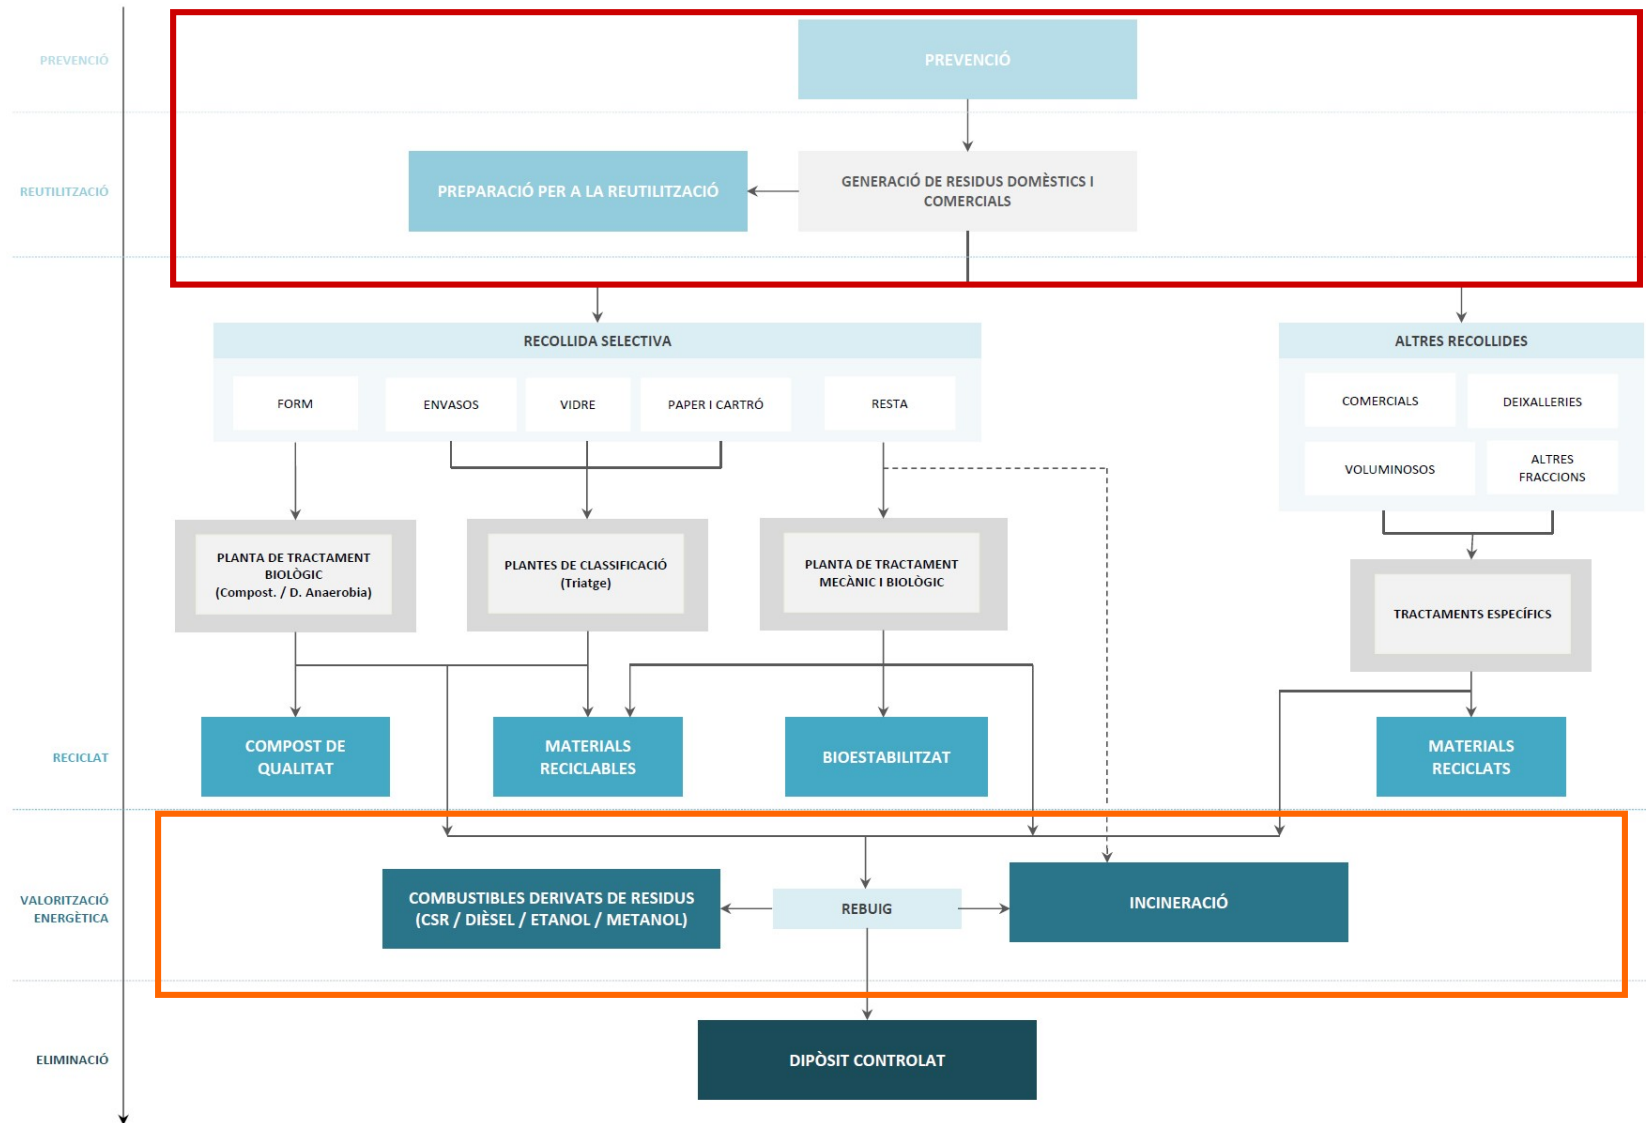 PREVENCIÓ
PREVENCIÓ
REUTILITZACIÓ
PREPARACIÓ PER A LA REUTILITZACIÓ
GENERACIÓ DE RESIDUS DOMÈSTICS I
COMERCIALS
RECOLLIDA SELECTIVA
ALTRES RECOLLIDES
FORM
ENVASOS
VIDRE
PAPER I CARTRÓ
RESTA
COMERCIALS
DEIXALLERIES
VOLUMINOSOS
ALTRES
FRACCIONS
PLANTA DE TRACTAMENT
BIOLÒGIC
(Compost. / D. Anaerobia)
PLANTES DE CLASSIFICACIÓ
(Triatge)
PLANTA DE TRACTAMENT
MECÀNIC I BIOLÒGIC
TRACTAMENTS ESPECÍFICS
RECICLAT
COMPOST DE
QUALITAT
MATERIALS
RECICLABLES
BIOESTABILITZAT
MATERIALS
RECICLATS
VALORITZACIÓ
ENERGÈTICA
COMBUSTIBLES DERIVATS DE RESIDUS
(CSR / DIÈSEL / ETANOL / METANOL)
REBUIG
INCINERACIÓ
ELIMINACIÓ
DIPÒSIT CONTROLAT